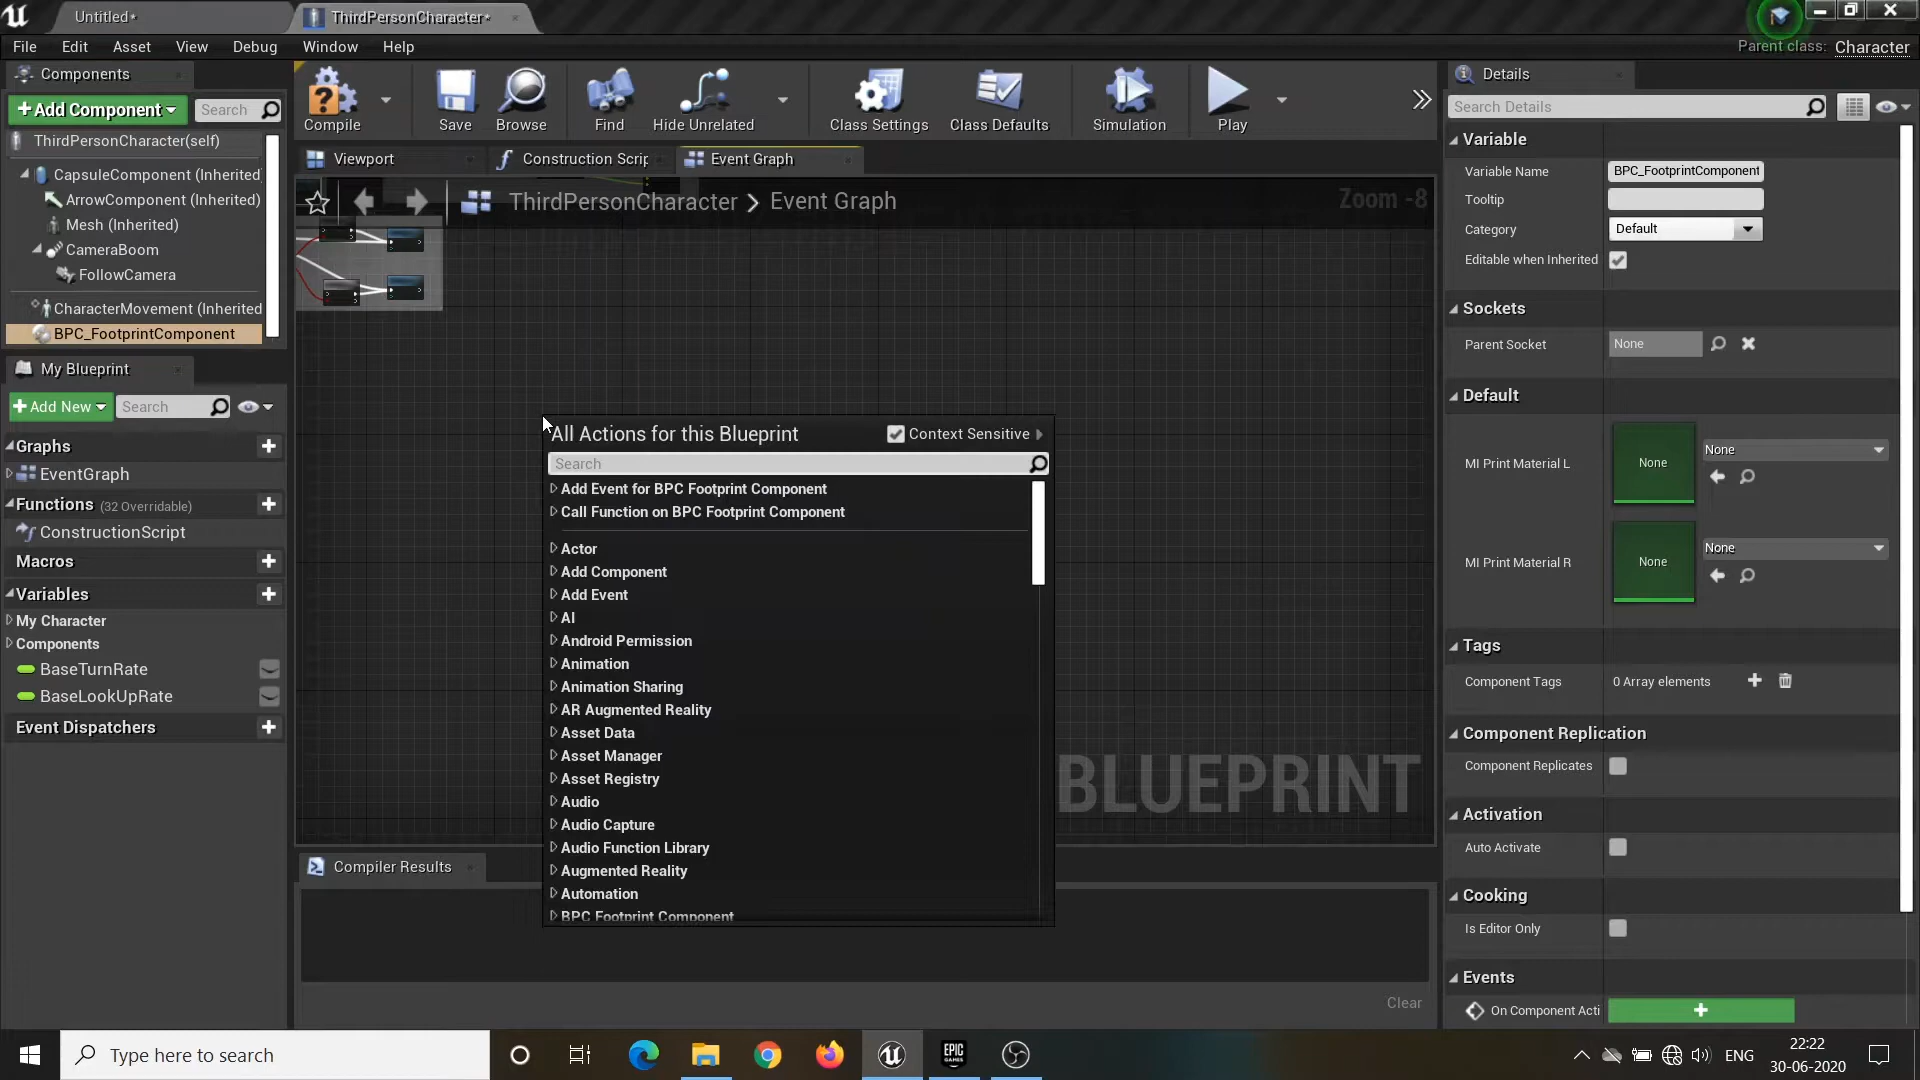 Untitled*
ThirdPersonCharacter*
File Edit Asset View Debug Window Help
Parent class: Character
Components
Add Component
Search
ThirdPersonCharacter(self)
CapsuleComponent (Inherited)
ArrowComponent (Inherited)
Mesh (Inherited)
CameraBoom
FollowCamera
CharacterMovement (Inherited
BPC_FootprintComponent
My Blueprint
Add New
Search
Graphs
EventGraph
Functions (32 Overridable)
ConstructionScript
Macros
Variables
My Character
Components
BaseTurnRate
BaseLookUpRate
Event Dispatchers
Compile
Save
Browse
Find
Hide Unrelated
Class Settings
Class Defaults
Simulation
Play
Viewport
Construction Scrip
Event Graph
ThirdPersonCharacter > Event Graph
Zoom -8
All Actions for this Blueprint
Context Sensitive
Search
Add Event for BPC Footprint Component
Call Function on BPC Footprint Component
Actor
Add Component
Add Event
AI
Android Permission
Animation
Animation Sharing
AR Augmented Reality
Asset Data
Asset Manager
Asset Registry
Audio
Audio Capture
Audio Function Library
Augmented Reality
Automation
BPC Footprint Component
BLUEPRINT
Compiler Results
Clear
Details
Search Details
Variable
Variable Name BPC_FootprintComponent
Tooltip
Category Default
Editable when Inherited
Sockets
Parent Socket None
Default
MI Print Material L None None
MI Print Material R None None
Tags
Component Tags 0 Array elements
Component Replication
Component Replicates
Activation
Auto Activate
Cooking
Is Editor Only
Events
On Component Acti
Type here to search
EPIC GAMES
ENG
22:22
30-06-2020